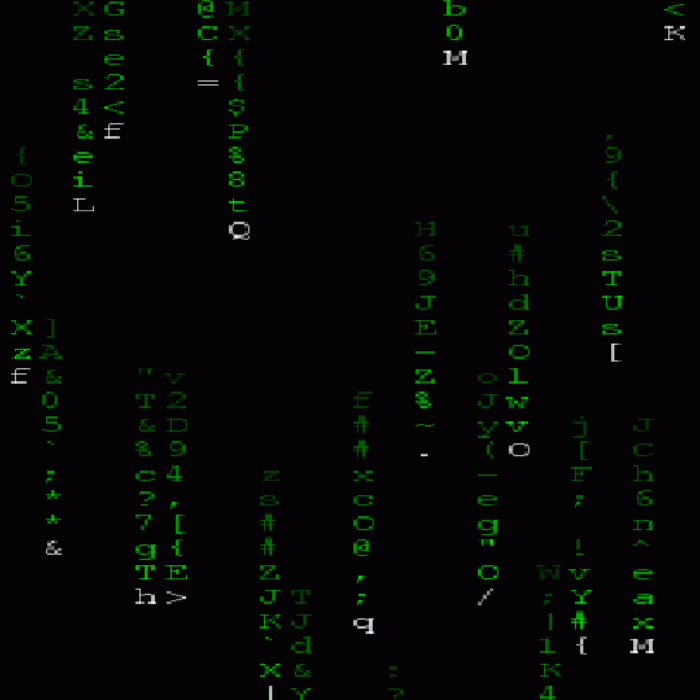 X G @ M b <
Z s C X 0 K
e { { M
s 2 = {
4 < $
& £ P ,
{ e % 9
O i 8 {
5 L t \
i Q H u 2
6 6 # s
Y 9 h T
` J d U
X ] E Z s
z A - O [
£ & " v Z o l
0 T 2 £ % J w
5 & D # ~ y v j J
` 8 9 # . ( O [ C
; c 4 z x - F h
* ? , s c e ; 6
* 7 [ # O g n
& g { # @ " ! ^
T E Z , O W v e
h > J T ; / ; Y a
K J q | # x
` d 1 { M
X & : K
| Y ? 4